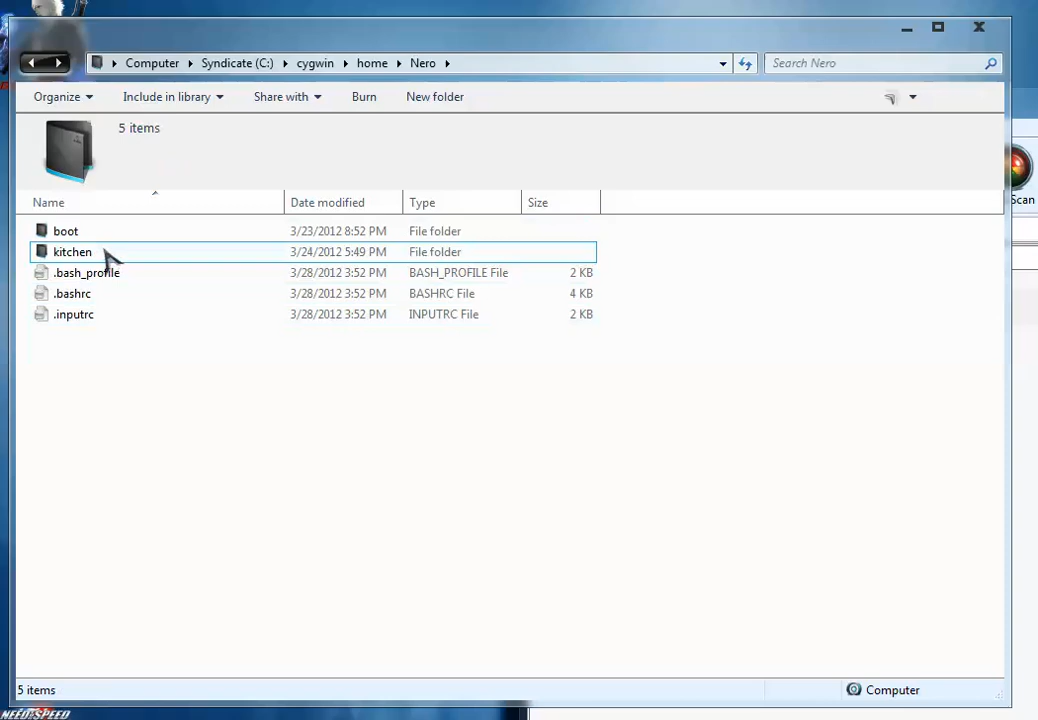 Computer Syndicate (C:) cygwin home Nero
Search Nero
Organize Include in library Share with Burn New folder
5 items
Scan
Name Date modified Type Size
boot 3/23/2012 8:52 PM File folder
kitchen 3/24/2012 5:49 PM File folder
.bash_profile 3/28/2012 3:52 PM BASH_PROFILE File 2 KB
.bashrc 3/28/2012 3:52 PM BASHRC File 4 KB
.inputrc 3/28/2012 3:52 PM INPUTRC File 2 KB
5 items Computer
NEED FOR SPEED